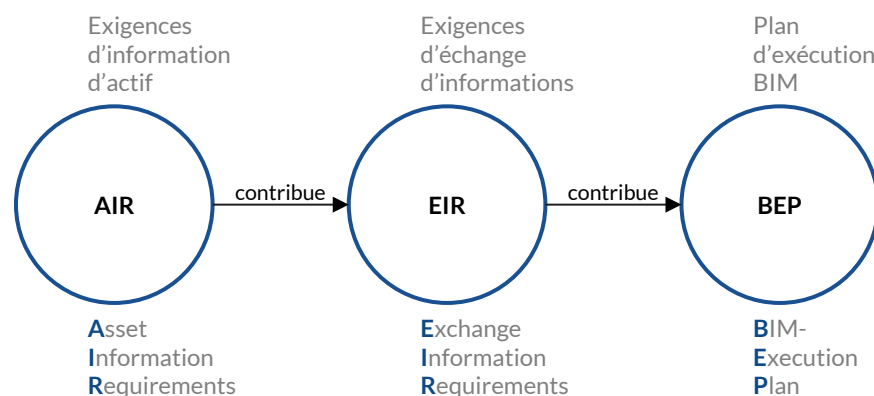 Exigences
d'information
d'actif
Exigences
d'échange
d'informations
Plan
d'exécution
BIM
AIR
contribue
EIR
contribue
BEP
Asset
Information
Requirements
Exchange
Information
Requirements
BIM-
Execution
Plan